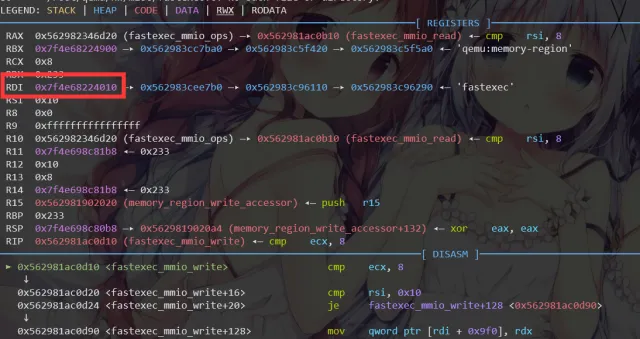 LEGEND: STACK | HEAP | CODE | DATA | RWX | RODATA
[ REGISTERS ]
RAX 0x562982346d20 (fastexec_mmio_ops) —▸ 0x562981ac0b10 (fastexec_mmio_read) ◂— cmp rsi, 8
RBX 0x7f4e68224900 —▸ 0x562983cc7ba0 —▸ 0x562983c5f420 —▸ 0x562983c5f5a0 ◂— 'qemu:memory-region'
RCX 0x8
RDX 0x233
RDI 0x7f4e68224010 —▸ 0x562983cee7b0 —▸ 0x562983c96110 —▸ 0x562983c96290 ◂— 'fastexec'
RSI 0x10
R8 0x0
R9 0xffffffffffffffff
R10 0x562982346d20 (fastexec_mmio_ops) —▸ 0x562981ac0b10 (fastexec_mmio_read) ◂— cmp rsi, 8
R11 0x7f4e698c81b8 ◂— 0x233
R12 0x10
R13 0x8
R14 0x7f4e698c81b8 ◂— 0x233
R15 0x562981902020 (memory_region_write_accessor) ◂— push r15
RBP 0x233
RSP 0x7f4e698c80b8 —▸ 0x5629819020a4 (memory_region_write_accessor+132) ◂— xor eax, eax
RIP 0x562981ac0d10 (fastexec_mmio_write) ◂— cmp ecx, 8
[ DISASM ]
► 0x562981ac0d10 <fastexec_mmio_write> cmp ecx, 8
↓
0x562981ac0d20 <fastexec_mmio_write+16> cmp rsi, 0x10
0x562981ac0d24 <fastexec_mmio_write+20> je fastexec_mmio_write+128 <0x562981ac0d90>
↓
0x562981ac0d90 <fastexec_mmio_write+128> mov qword ptr [rdi + 0x9f0], rdx